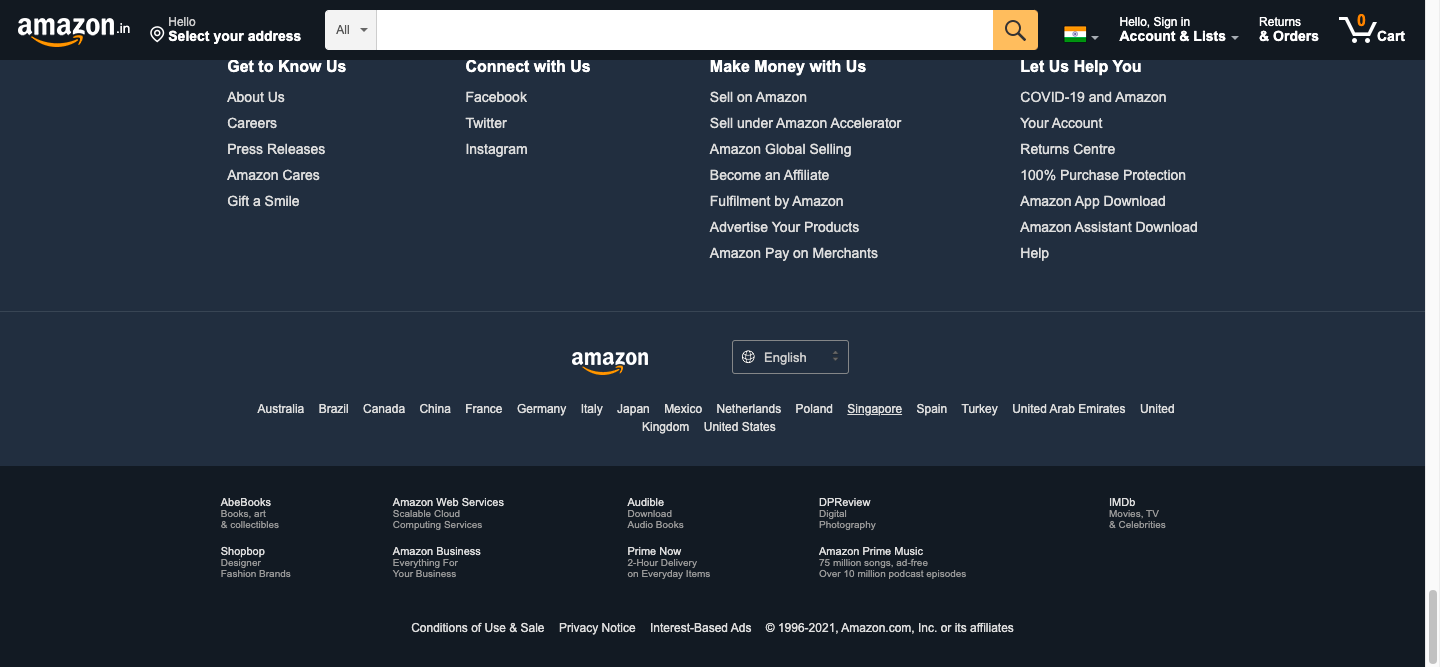 amazon.in
Hello
Select your address
All
Hello, Sign in
Account & Lists
Returns
& Orders
0
Cart
Get to Know Us
About Us
Careers
Press Releases
Amazon Cares
Gift a Smile
Connect with Us
Facebook
Twitter
Instagram
Make Money with Us
Sell on Amazon
Sell under Amazon Accelerator
Amazon Global Selling
Become an Affiliate
Fulfilment by Amazon
Advertise Your Products
Amazon Pay on Merchants
Let Us Help You
COVID-19 and Amazon
Your Account
Returns Centre
100% Purchase Protection
Amazon App Download
Amazon Assistant Download
Help
amazon
English
Australia Brazil Canada China France Germany Italy Japan Mexico Netherlands Poland Singapore Spain Turkey United Arab Emirates United
Kingdom United States
AbeBooks
Books, art
& collectibles
Amazon Web Services
Scalable Cloud
Computing Services
Audible
Download
Audio Books
DPReview
Digital
Photography
IMDb
Movies, TV
& Celebrities
Shopbop
Designer
Fashion Brands
Amazon Business
Everything For
Your Business
Prime Now
2-Hour Delivery
on Everyday Items
Amazon Prime Music
75 million songs, ad-free
Over 10 million podcast episodes
Conditions of Use & Sale Privacy Notice Interest-Based Ads © 1996-2021, Amazon.com, Inc. or its affiliates